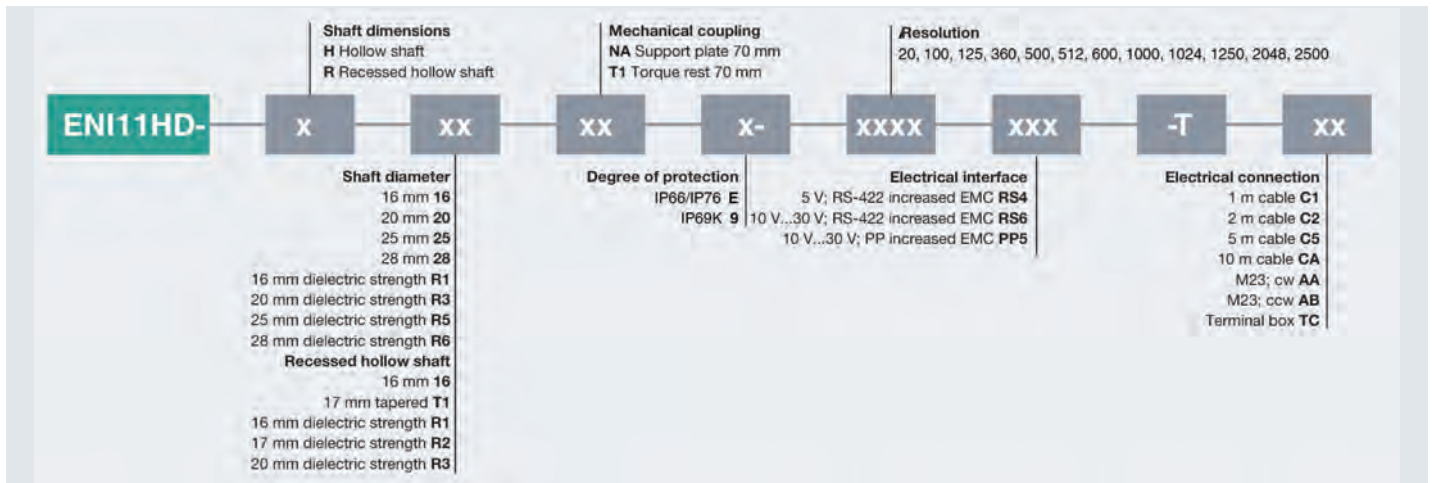 Shaft dimensions
H Hollow shaft
R Recessed hollow shaft
Mechanical coupling
NA Support plate 70 mm
T1 Torque rest 70 mm
Resolution
20, 100, 125, 360, 500, 512, 600, 1000, 1024, 1250, 2048, 2500
ENI11HD- x xx xx x- xxxx xxx -T xx
Shaft diameter
16 mm 16
20 mm 20
25 mm 25
28 mm 28
16 mm dielectric strength R1
20 mm dielectric strength R3
25 mm dielectric strength R5
28 mm dielectric strength R6
Recessed hollow shaft
16 mm 16
17 mm tapered T1
16 mm dielectric strength R1
17 mm dielectric strength R2
20 mm dielectric strength R3
Degree of protection
IP66/IP76 E
IP69K 9
Electrical interface
5 V; RS-422 increased EMC RS4
10 V...30 V; RS-422 increased EMC RS6
10 V...30 V; PP increased EMC PP5
Electrical connection
1 m cable C1
2 m cable C2
5 m cable C5
10 m cable CA
M23; cw AA
M23; ccw AB
Terminal box TC